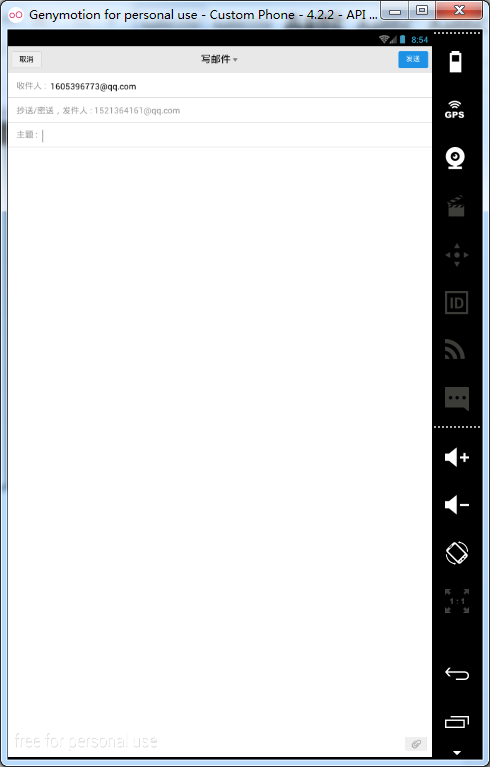 Genymotion for personal use - Custom Phone - 4.2.2 - API ...
8:54
取消 写邮件 发送
收件人： 1605396773@qq.com
抄送/密送，发件人：1521364161@qq.com
主题：
GPS
ID
1:1
free for personal use